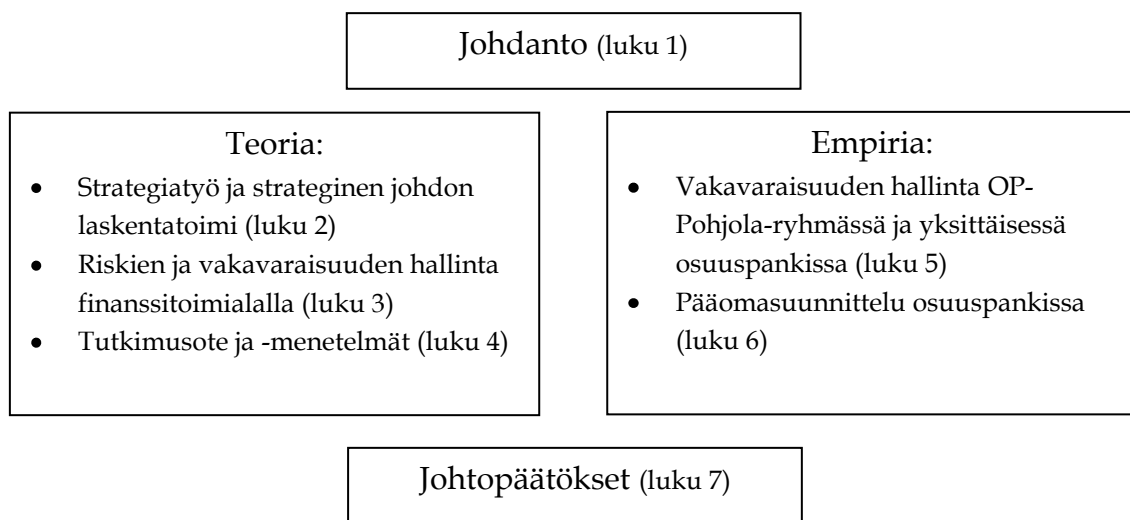 Johdanto (luku 1)
Teoria:
• Strategiatyö ja strateginen johdon
laskentatoimi (luku 2)
• Riskien ja vakavaraisuuden hallinta
finanssitoimialalla (luku 3)
• Tutkimusote ja -menetelmät (luku 4)
Empiria:
• Vakavaraisuuden hallinta OP-
Pohjola-ryhmässä ja yksittäisessä
osuuspankissa (luku 5)
• Pääomasuunnittelu osuuspankissa
(luku 6)
Johtopäätökset (luku 7)